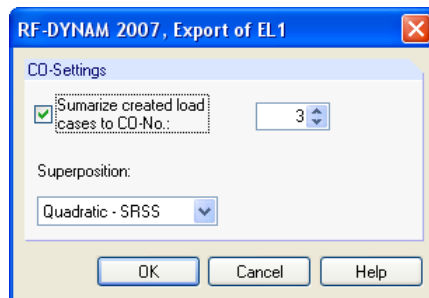 RF-DYNAM 2007, Export of EL1
CO-Settings
Sumarize created load
cases to CO-No.:
3
Superposition:
Quadratic - SRSS
OK
Cancel
Help